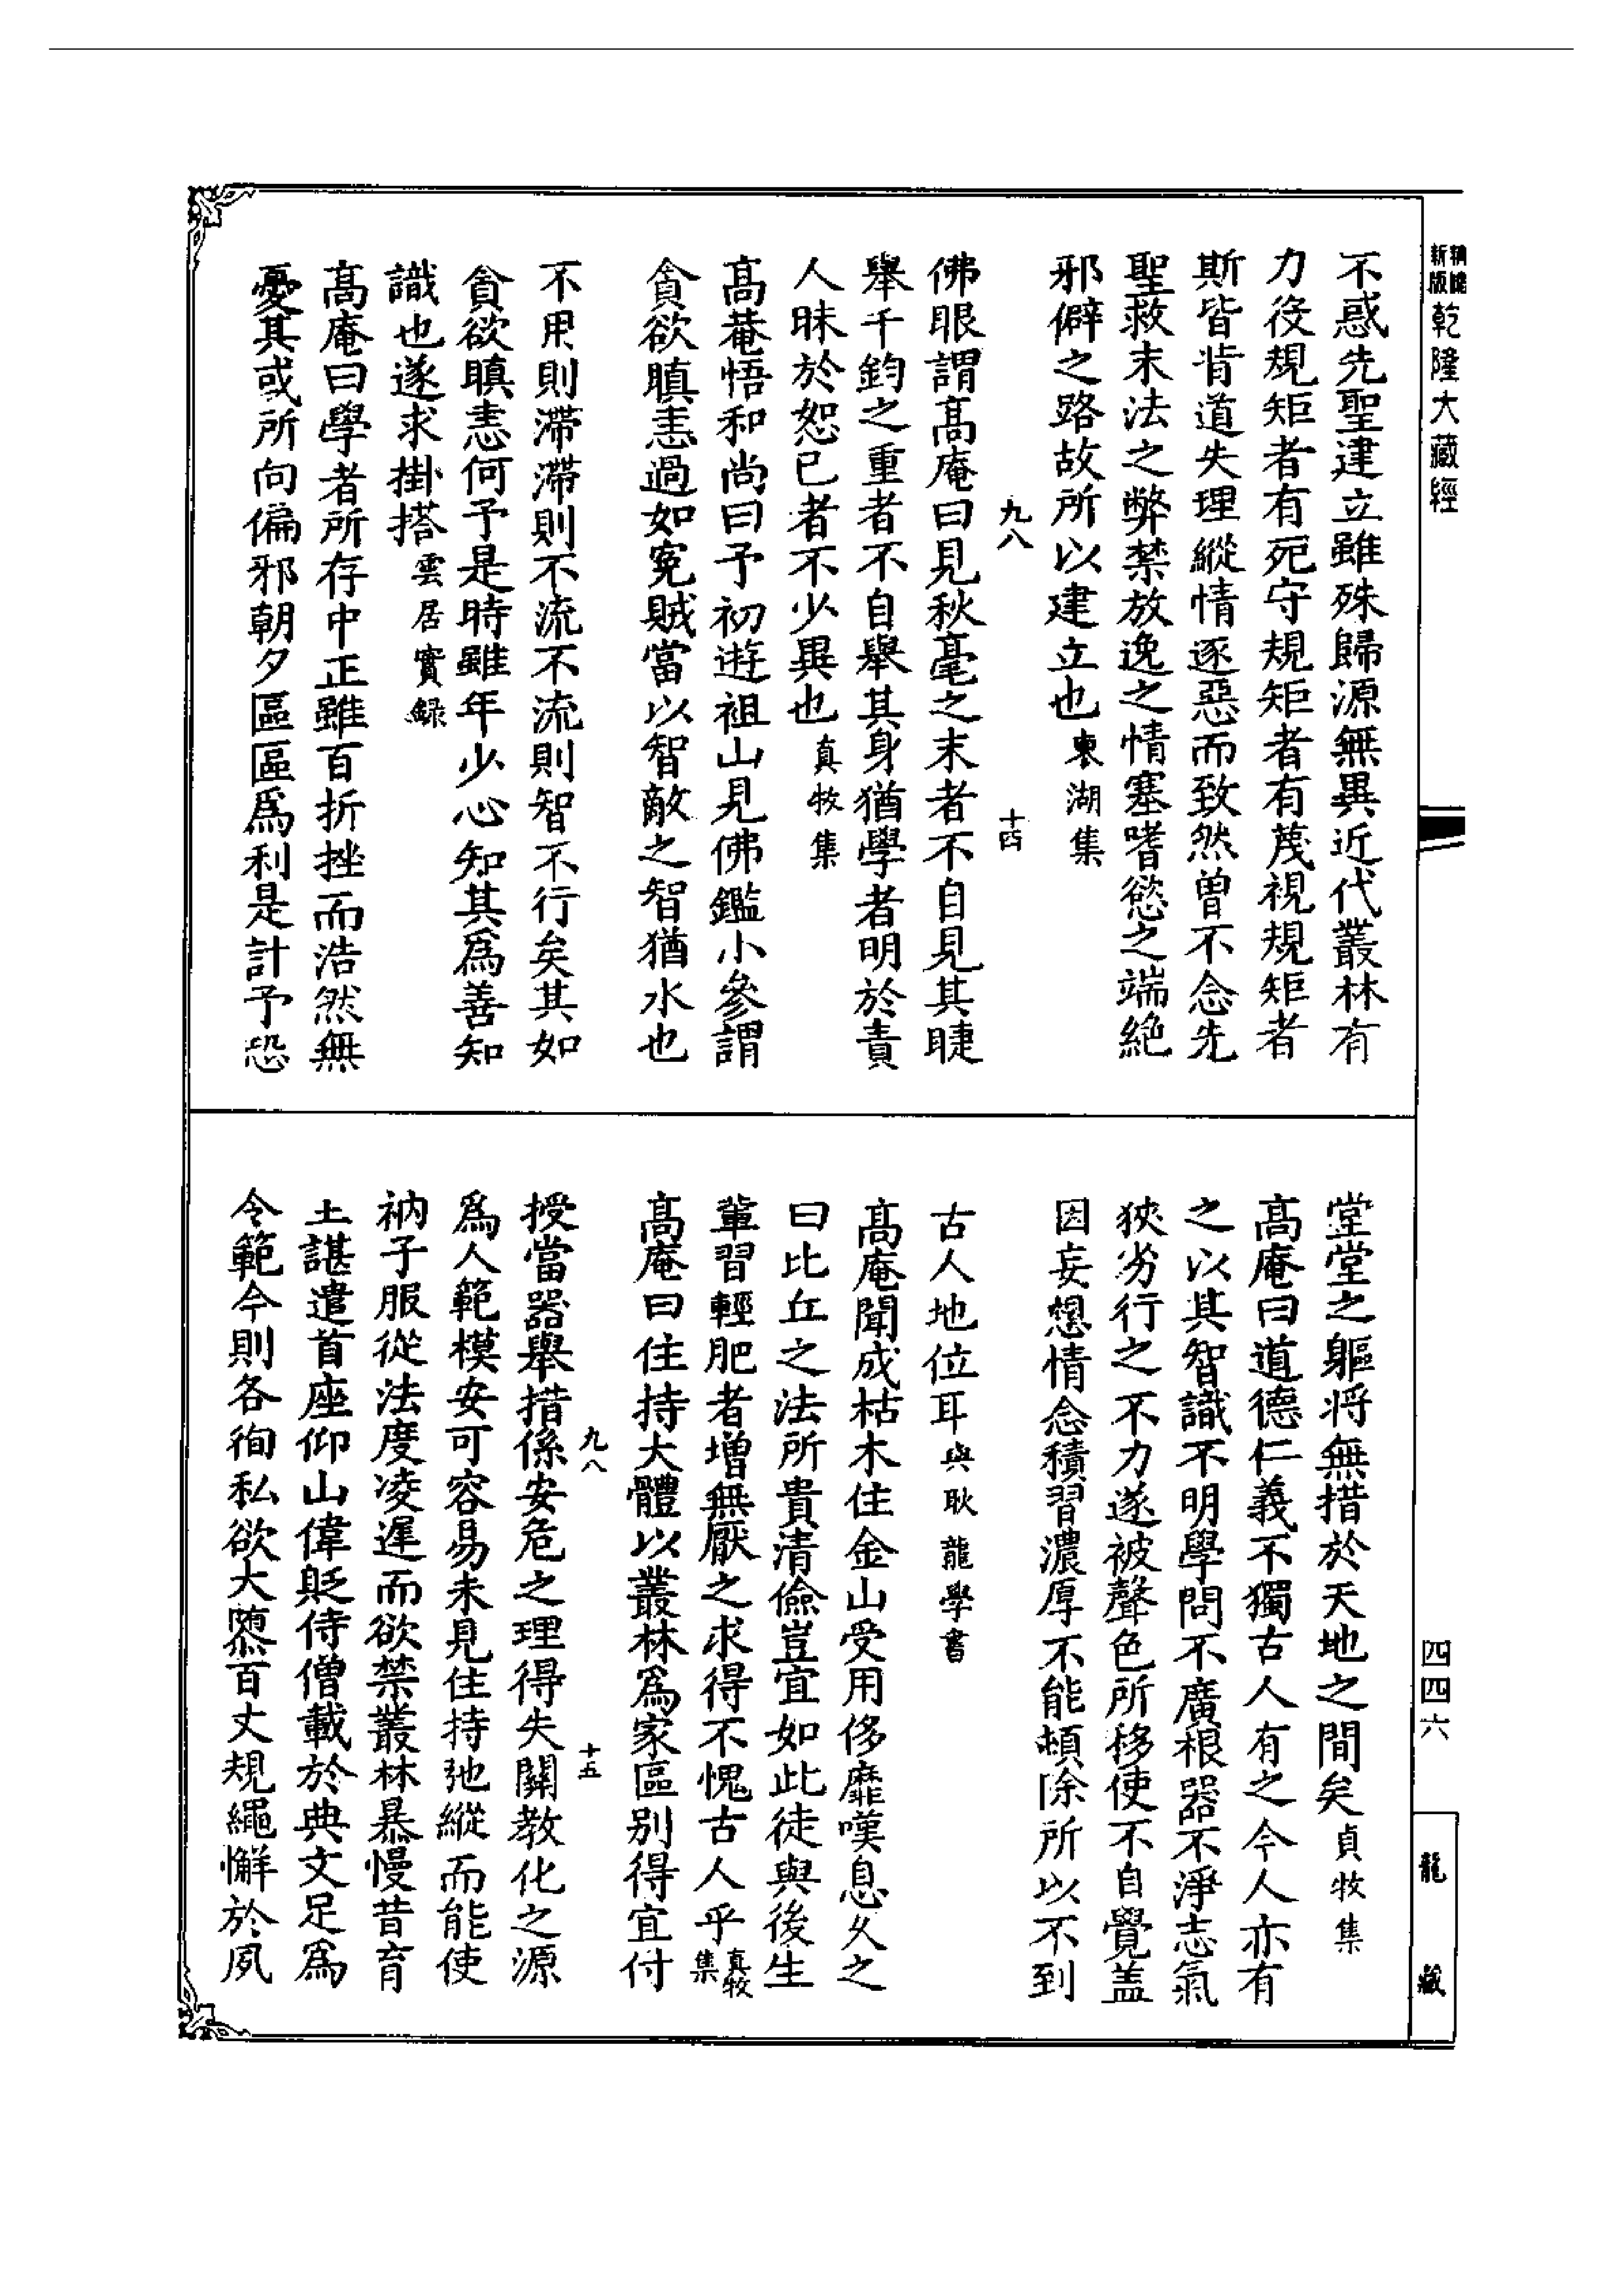 精縮新版乾隆大藏經
不惑先聖建立雖殊歸源無異近代叢林有
力役規矩者有死守規矩者有蔑視規矩者
斯皆背道失理縱情逐惡而致然曾不念先
聖救末法之弊禁放逸之情塞嗜慾之端絕
邪僻之路故所以建立也東湖集
九八 十四
佛眼謂高庵曰見秋毫之末者不自見其睫
舉千鈞之重者不自舉其身猶學者明於責
人昧於恕已者不少異也真牧集
高菴悟和尚曰予初遊祖山見佛鑑小參謂
貪欲瞋恚過如冤賊當以智敵之智猶水也
不用則滯滯則不流不流則智不行矣其如
貪欲瞋恚何予是時雖年少心知其為善知
識也遂求掛搭雲居實錄
高庵曰學者所存中正雖百折挫而浩然無
憂其或所向偏邪朝夕區區為利是計予恐
堂堂之軀將無措於天地之間矣貞牧集
高庵曰道德仁義不獨古人有之今人亦有
之以其智識不明學問不廣根器不淨志氣
狹劣行之不力遂被聲色所移使不自覺盖
因妄想情念積習濃厚不能頓除所以不到
古人地位耳與耿龍學書
高庵聞成枯木住金山受用侈靡嘆息久之
曰比丘之法所貴清儉豈宜如此徒與後生
輩習輕肥者增無厭之求得不愧古人乎真牧集
高庵曰住持大體以叢林為家區別得宜付
九八 十五
授當器舉措係安危之理得失關教化之源
為人範模安可容易未見住持弛縱而能使
衲子服從法度凌遲而欲禁叢林暴慢昔育
王諶遣首座仰山偉貶侍僧載於典文足為
令範今則各徇私欲大隳百丈規繩懈於夙
四四六
龍藏